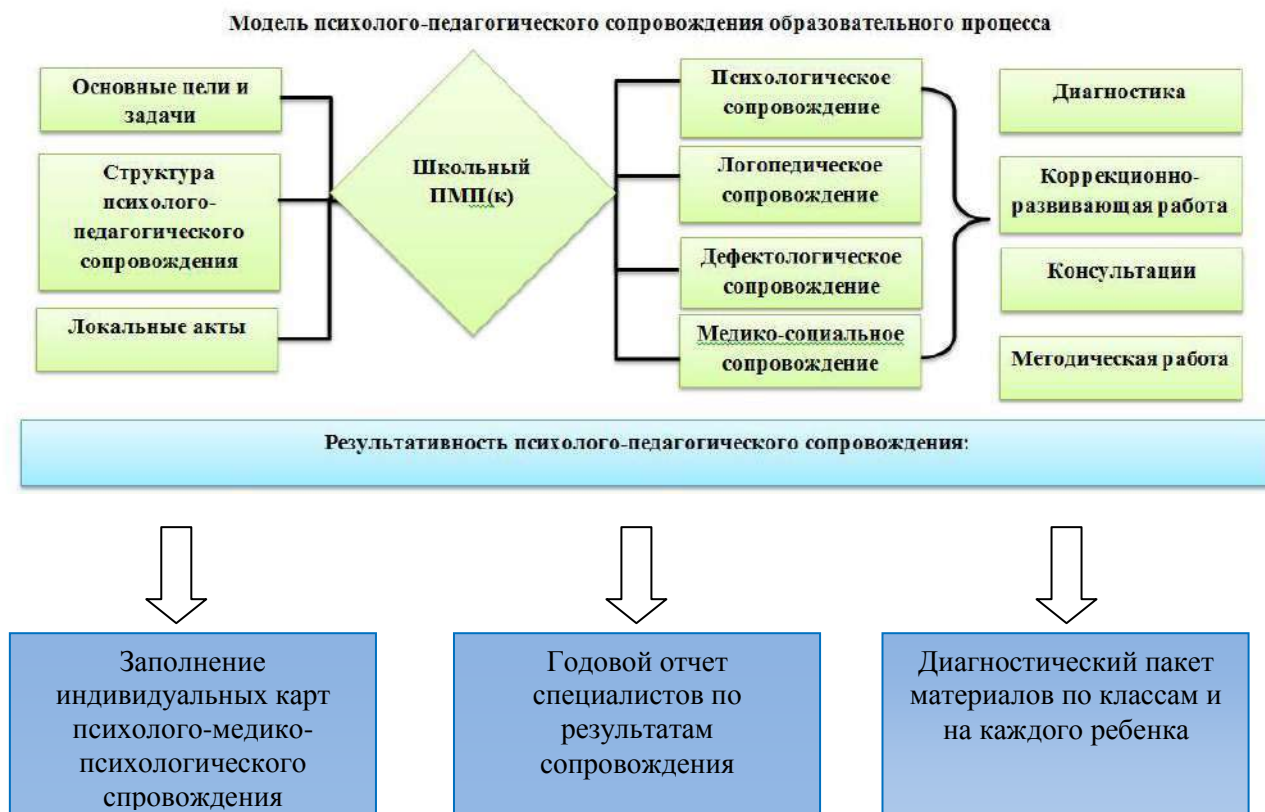 Модель психолого-педагогического сопровождения образовательного процесса
Основные цели и
задачи
Структура
психолого-
педагогического
сопровождения
Локальные акты
Школьный
ПМП(к)
Психологическое
сопровождение
Логопедическое
сопровождение
Дефектологическое
сопровождение
Медико-социальное
сопровождение
Диагностика
Коррекционно-
развивающая работа
Консультации
Методическая работа
Результативность психолого-педагогического сопровождения:
Заполнение
индивидуальных карт
психолого-медико-
психологического
спровождения
Годовой отчет
специалистов по
результатам
сопровождения
Диагностический пакет
материалов по классам и
на каждого ребенка